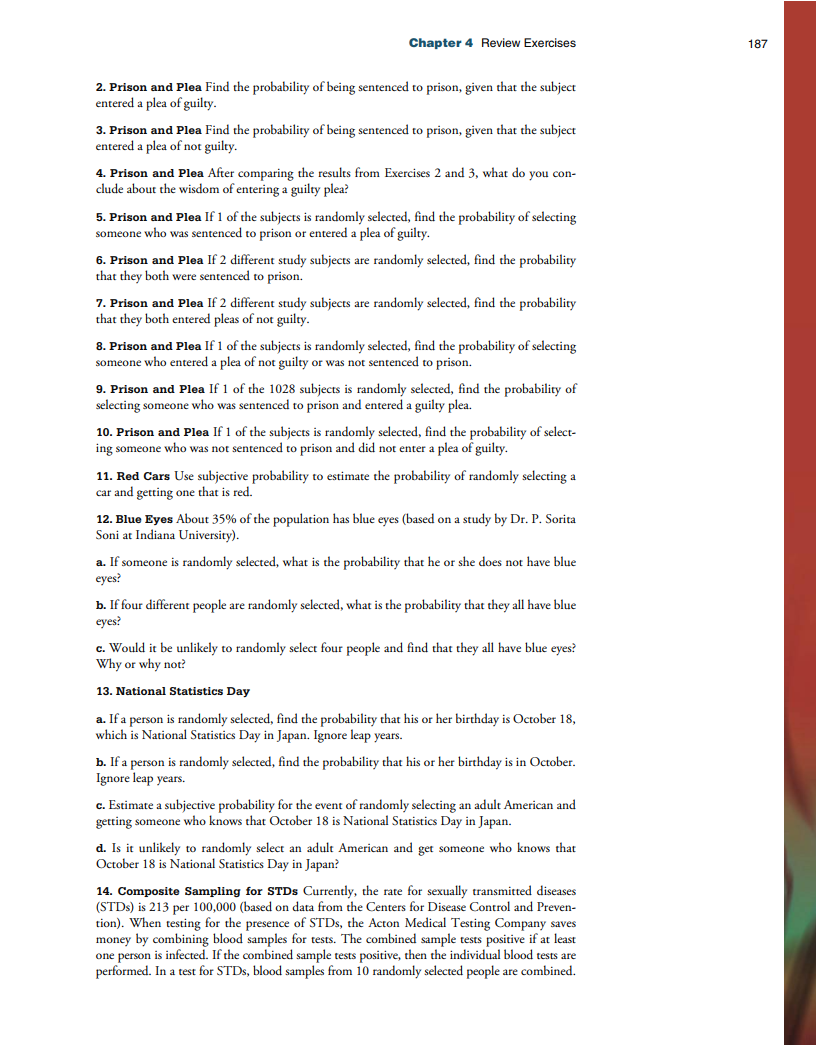 Chapter 4 Review Exercises 187
2. Prison and Plea Find the probability of being sentenced to prison, given that the subject
entered a plea of guilty.
3. Prison and Plea Find the probability of being sentenced to prison, given that the subject
entered a plea of not guilty.
4. Prison and Plea After comparing the results from Exercises 2 and 3, what do you con-
clude about the wisdom of entering a guilty plea?
5. Prison and Plea If 1 of the subjects is randomly selected, find the probability of selecting
someone who was sentenced to prison or entered a plea of guilty.
6. Prison and Plea If 2 different study subjects are randomly selected, find the probability
that they both were sentenced to prison.
7. Prison and Plea If 2 different study subjects are randomly selected, find the probability
that they both entered pleas of not guilty.
8. Prison and Plea If 1 of the subjects is randomly selected, find the probability of selecting
someone who entered a plea of not guilty or was not sentenced to prison.
9. Prison and Plea If 1 of the 1028 subjects is randomly selected, find the probability of
selecting someone who was sentenced to prison and entered a guilty plea.
10. Prison and Plea If 1 of the subjects is randomly selected, find the probability of select-
ing someone who was not sentenced to prison and did not enter a plea of guilty.
11. Red Cars Use subjective probability to estimate the probability of randomly selecting a
car and getting one that is red.
12. Blue Eyes About 35% of the population has blue eyes (based on a study by Dr. P. Sorita
Soni at Indiana University).
a. If someone is randomly selected, what is the probability that he or she does not have blue
eyes?
b. If four different people are randomly selected, what is the probability that they all have blue
eyes?
c. Would it be unlikely to randomly select four people and find that they all have blue eyes?
Why or why not?
13. National Statistics Day
a. If a person is randomly selected, find the probability that his or her birthday is October 18,
which is National Statistics Day in Japan. Ignore leap years.
b. If a person is randomly selected, find the probability that his or her birthday is in October.
Ignore leap years.
c. Estimate a subjective probability for the event of randomly selecting an adult American and
getting someone who knows that October 18 is National Statistics Day in Japan.
d. Is it unlikely to randomly select an adult American and get someone who knows that
October 18 is National Statistics Day in Japan?
14. Composite Sampling for STDs Currently, the rate for sexually transmitted diseases
(STDs) is 213 per 100,000 (based on data from the Centers for Disease Control and Preven-
tion). When testing for the presence of STDs, the Acton Medical Testing Company saves
money by combining blood samples for tests. The combined sample tests positive if at least
one person is infected. If the combined sample tests positive, then the individual blood tests are
performed. In a test for STDs, blood samples from 10 randomly selected people are combined.